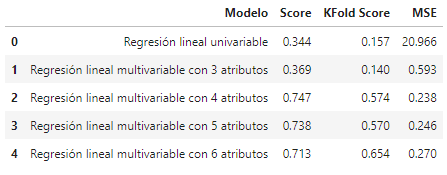 Modelo Score KFold Score MSE
0 Regresión lineal univariable 0.344 0.157 20.966
1 Regresión lineal multivariable con 3 atributos 0.369 0.140 0.593
2 Regresión lineal multivariable con 4 atributos 0.747 0.574 0.238
3 Regresión lineal multivariable con 5 atributos 0.738 0.570 0.246
4 Regresión lineal multivariable con 6 atributos 0.713 0.654 0.270